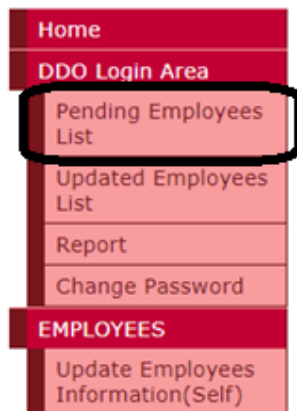 Home
DDO Login Area
Pending Employees
List
Updated Employees
List
Report
Change Password
EMPLOYEES
Update Employees
Information(Self)